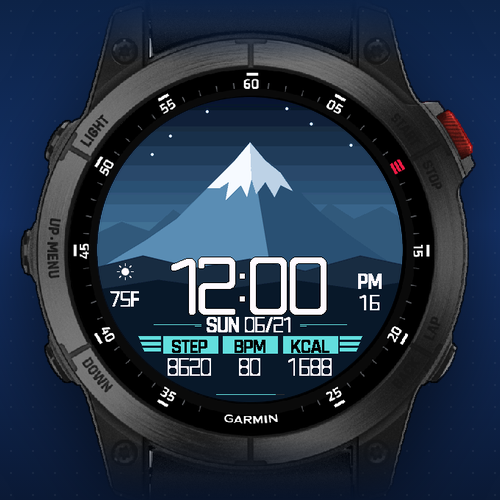 60
55
05
LIGHT
START
STOP
50
UP·MENU
45
15
12:00
75F
PM
16
SUN 06/21
STEP BPM KCAL
8620 80 1688
40
20
LAP
DOWN
35
25
GARMIN